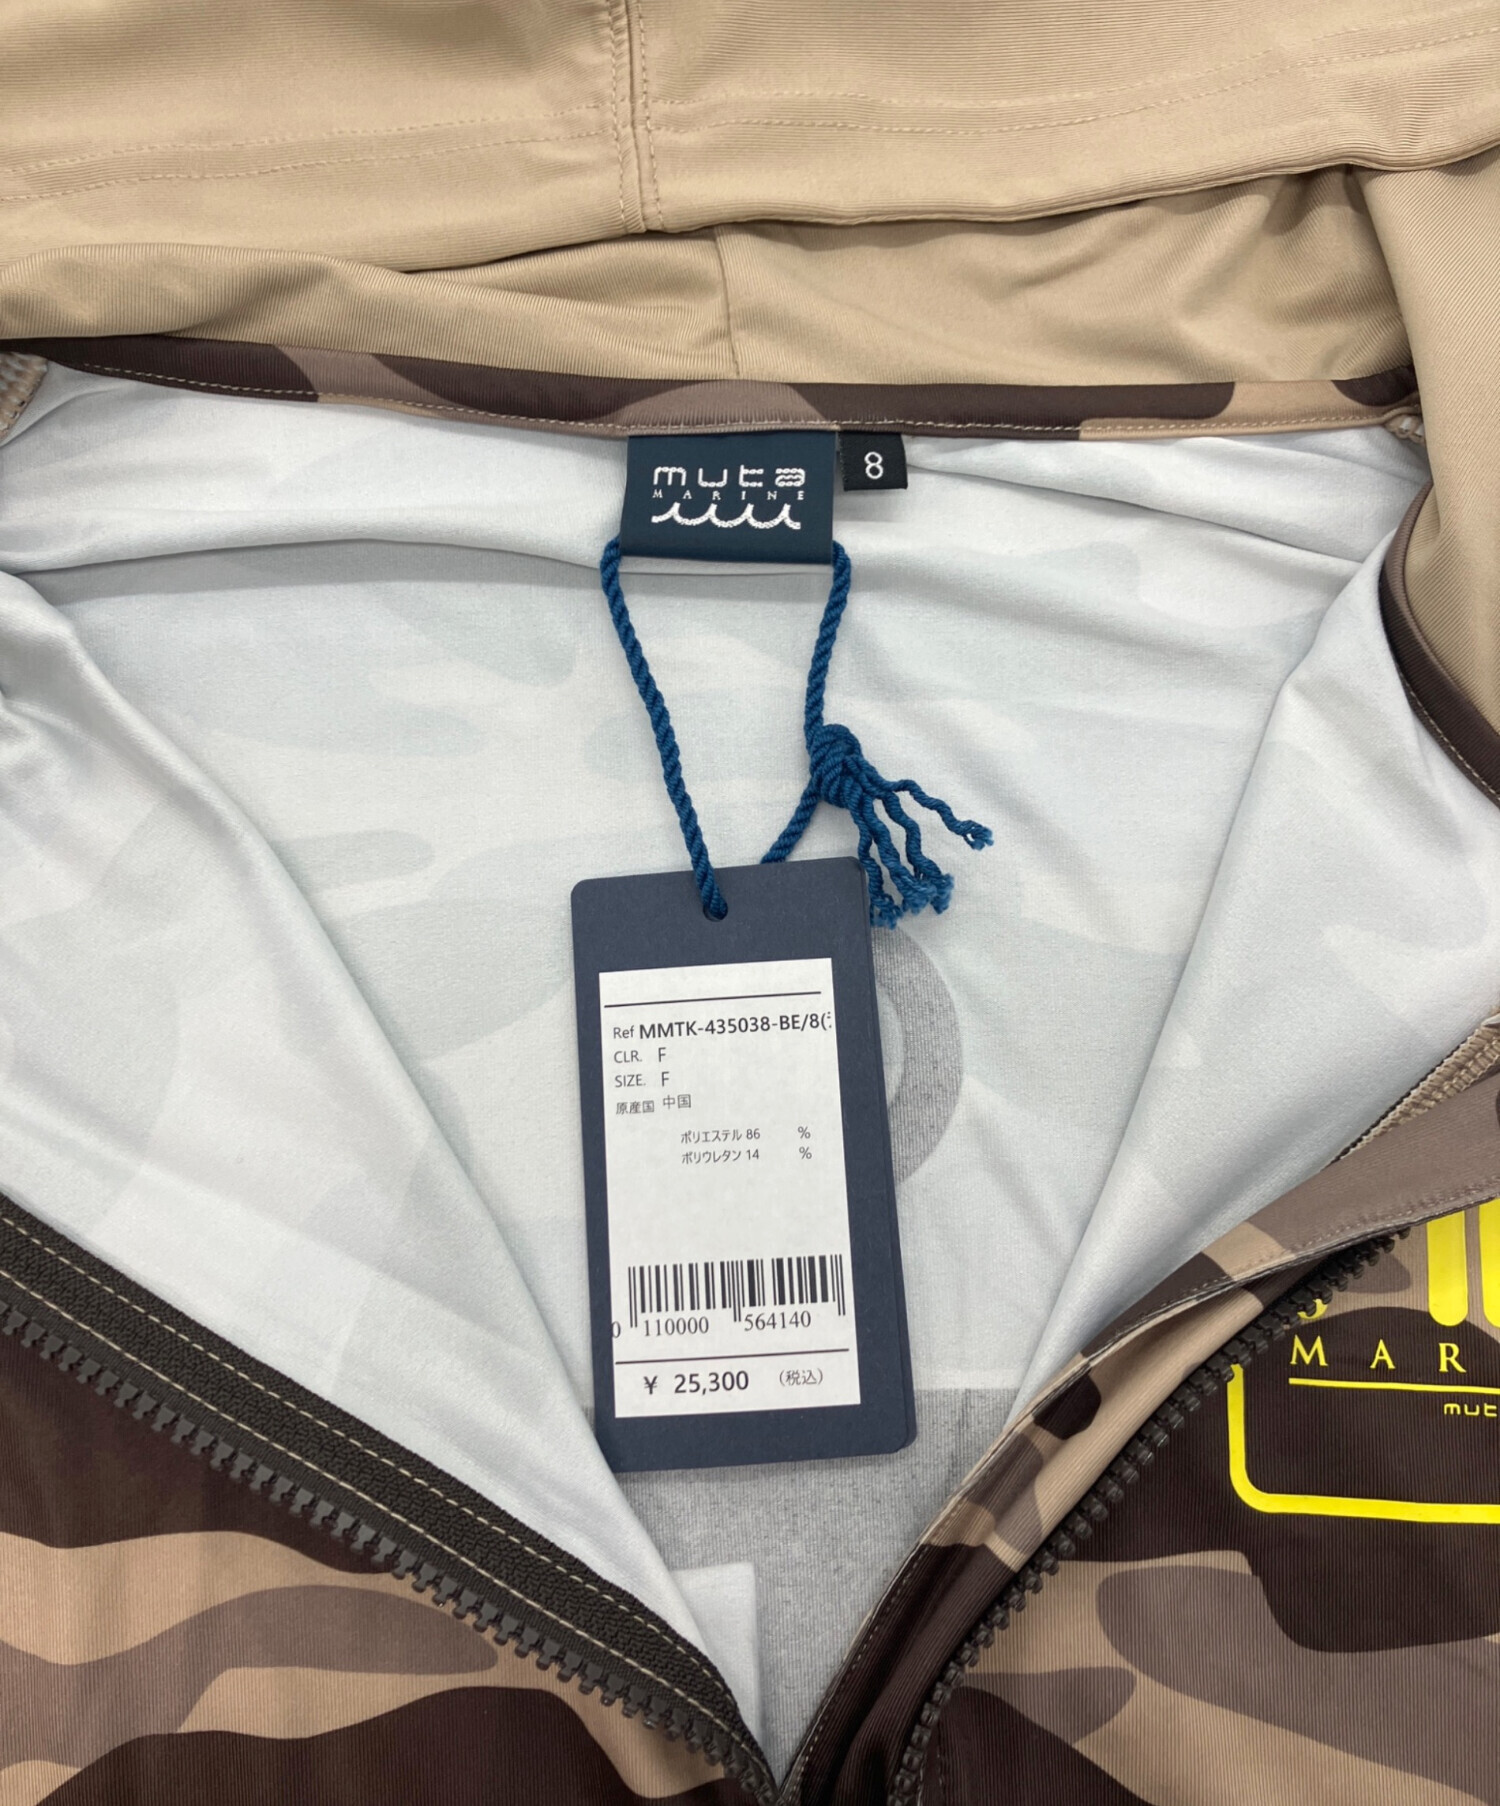 muta
MARINE
8
Ref MMTK-435038-BE/8(
CLR. F
SIZE. F
原産国 中国
ポリエステル 86 %
ポリウレタン 14 %
0 110000 564140
¥ 25,300 (税込)
MAR
mut